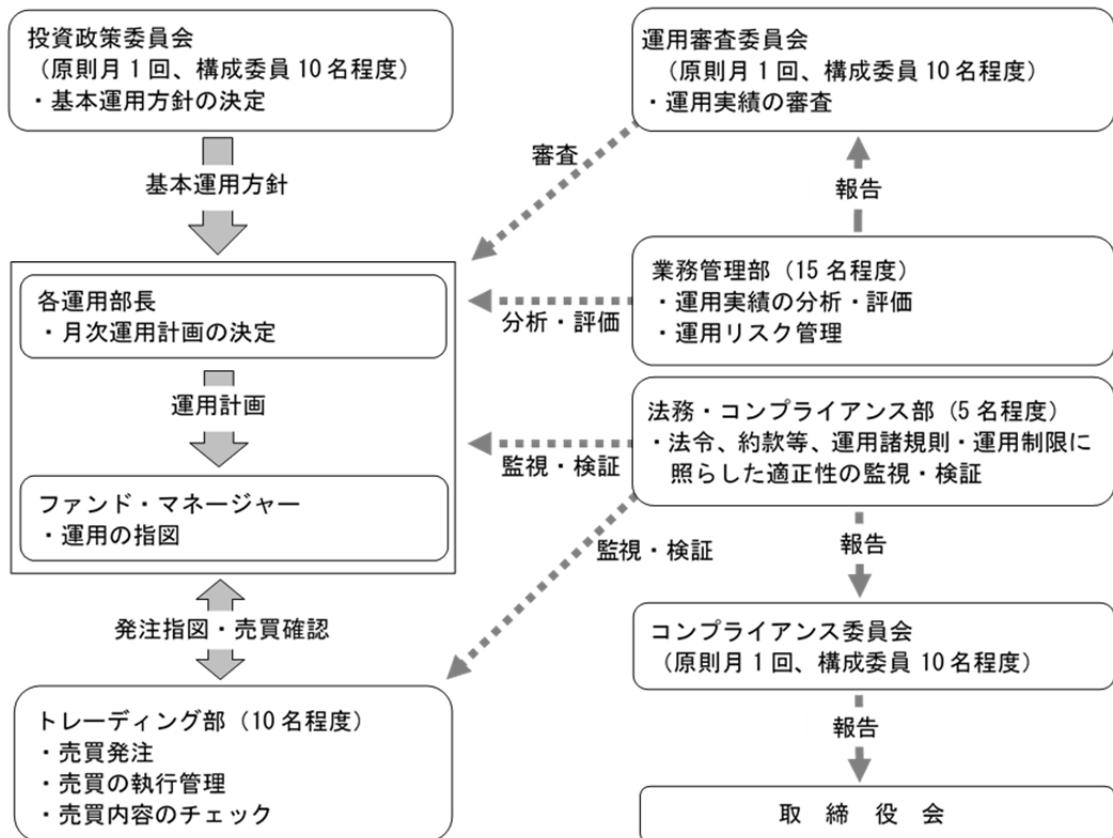 投資政策委員会
（原則月1回、構成委員10名程度）
・基本運用方針の決定
基本運用方針
各運用部長
・月次運用計画の決定
運用計画
ファンド・マネージャー
・運用の指図
発注指図・売買確認
トレーディング部（10名程度）
・売買発注
・売買の執行管理
・売買内容のチェック
運用審査委員会
（原則月1回、構成委員10名程度）
・運用実績の審査
審査
報告
業務管理部（15名程度）
・運用実績の分析・評価
・運用リスク管理
分析・評価
法務・コンプライアンス部（5名程度）
・法令、約款等、運用諸規則・運用制限に
照らした適正性の監視・検証
監視・検証
監視・検証
報告
コンプライアンス委員会
（原則月1回、構成委員10名程度）
報告
取締役会